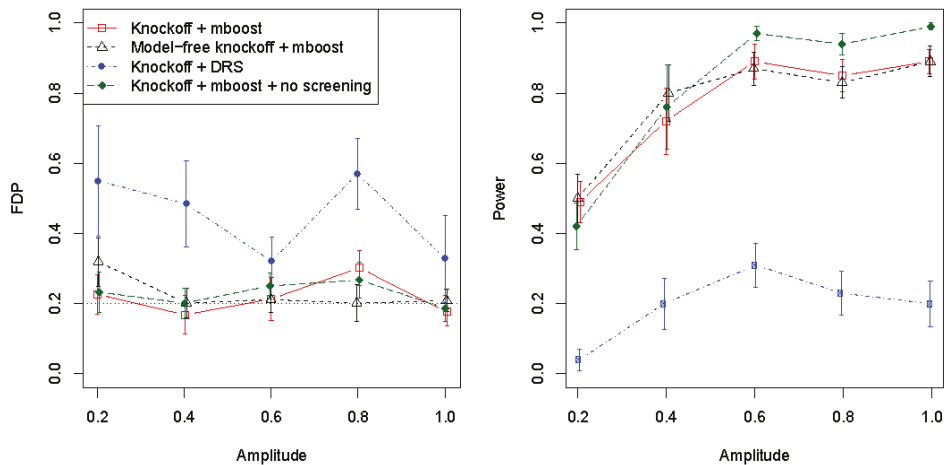 Knockoff + mboost
Model−free knockoff + mboost
Knockoff + DRS
Knockoff + mboost + no screening
FDP
0.0 0.2 0.4 0.6 0.8 1.0
0.2 0.4 0.6 0.8 1.0
Amplitude
Power
0.0 0.2 0.4 0.6 0.8 1.0
0.2 0.4 0.6 0.8 1.0
Amplitude